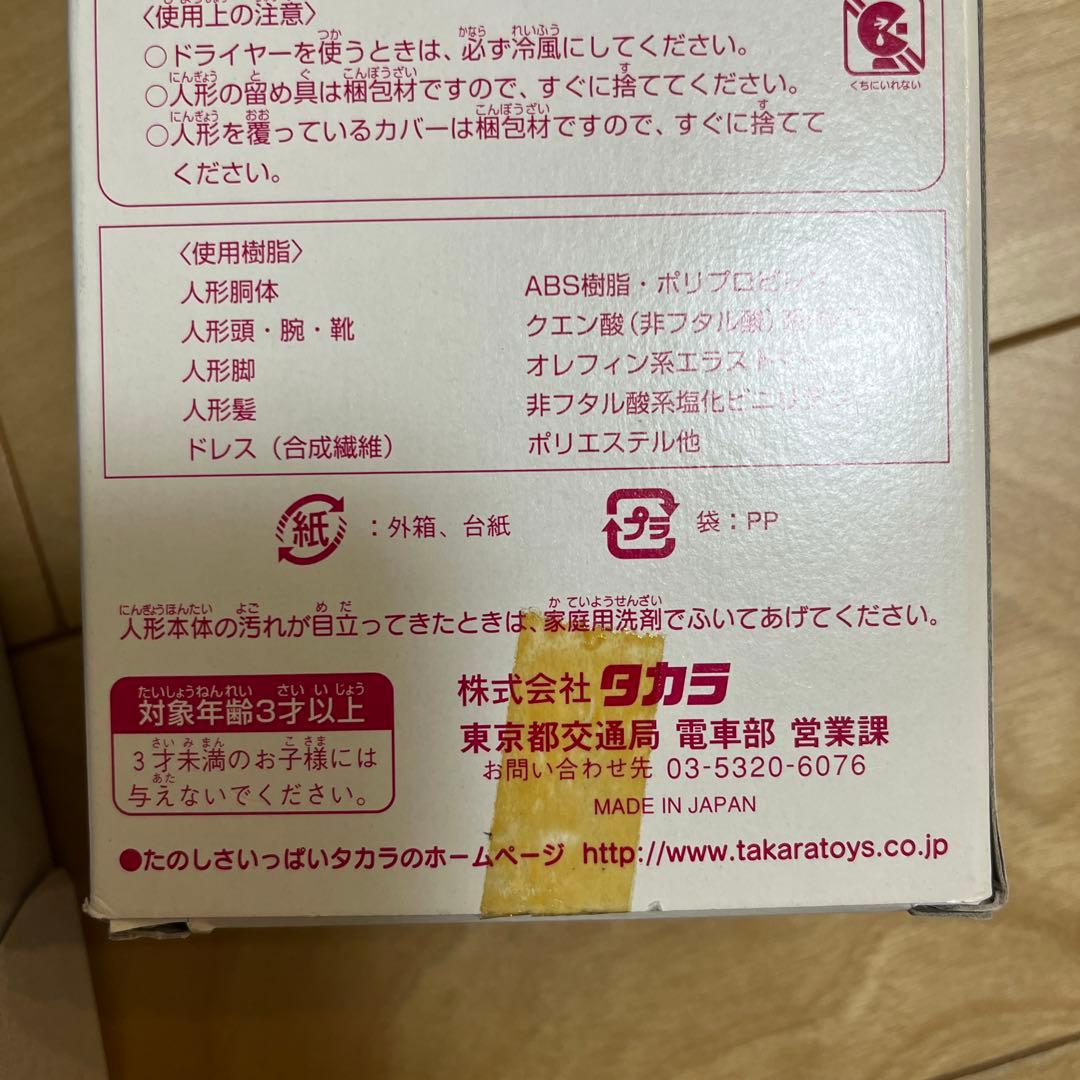 〈使用上の注意〉
○ドライヤーを使うときは、必ず冷風にしてください。
○人形の留め具は梱包材ですので、すぐに捨ててください。
○人形を覆っているカバーは梱包材ですので、すぐに捨てて
ください。
くちにいれない
〈使用樹脂〉
人形胴体 ABS樹脂・ポリプロピレン
人形頭・腕・靴 クエン酸(非フタル酸)
人形脚 オレフィン系エラストマー
人形髪 非フタル酸系塩化ビニリデン
ドレス(合成繊維) ポリエステル他
紙:外箱、台紙
プラ 袋:PP
人形本体の汚れが目立ってきたときは、家庭用洗剤でふいてあげてください。
対象年齢3才以上
3才未満のお子様には
与えないでください。
株式会社 タカラ
東京都交通局 電車部 営業課
お問い合わせ先 03-5320-6076
MADE IN JAPAN
●たのしさいっぱいタカラのホームページ http://www.takaratoys.co.jp